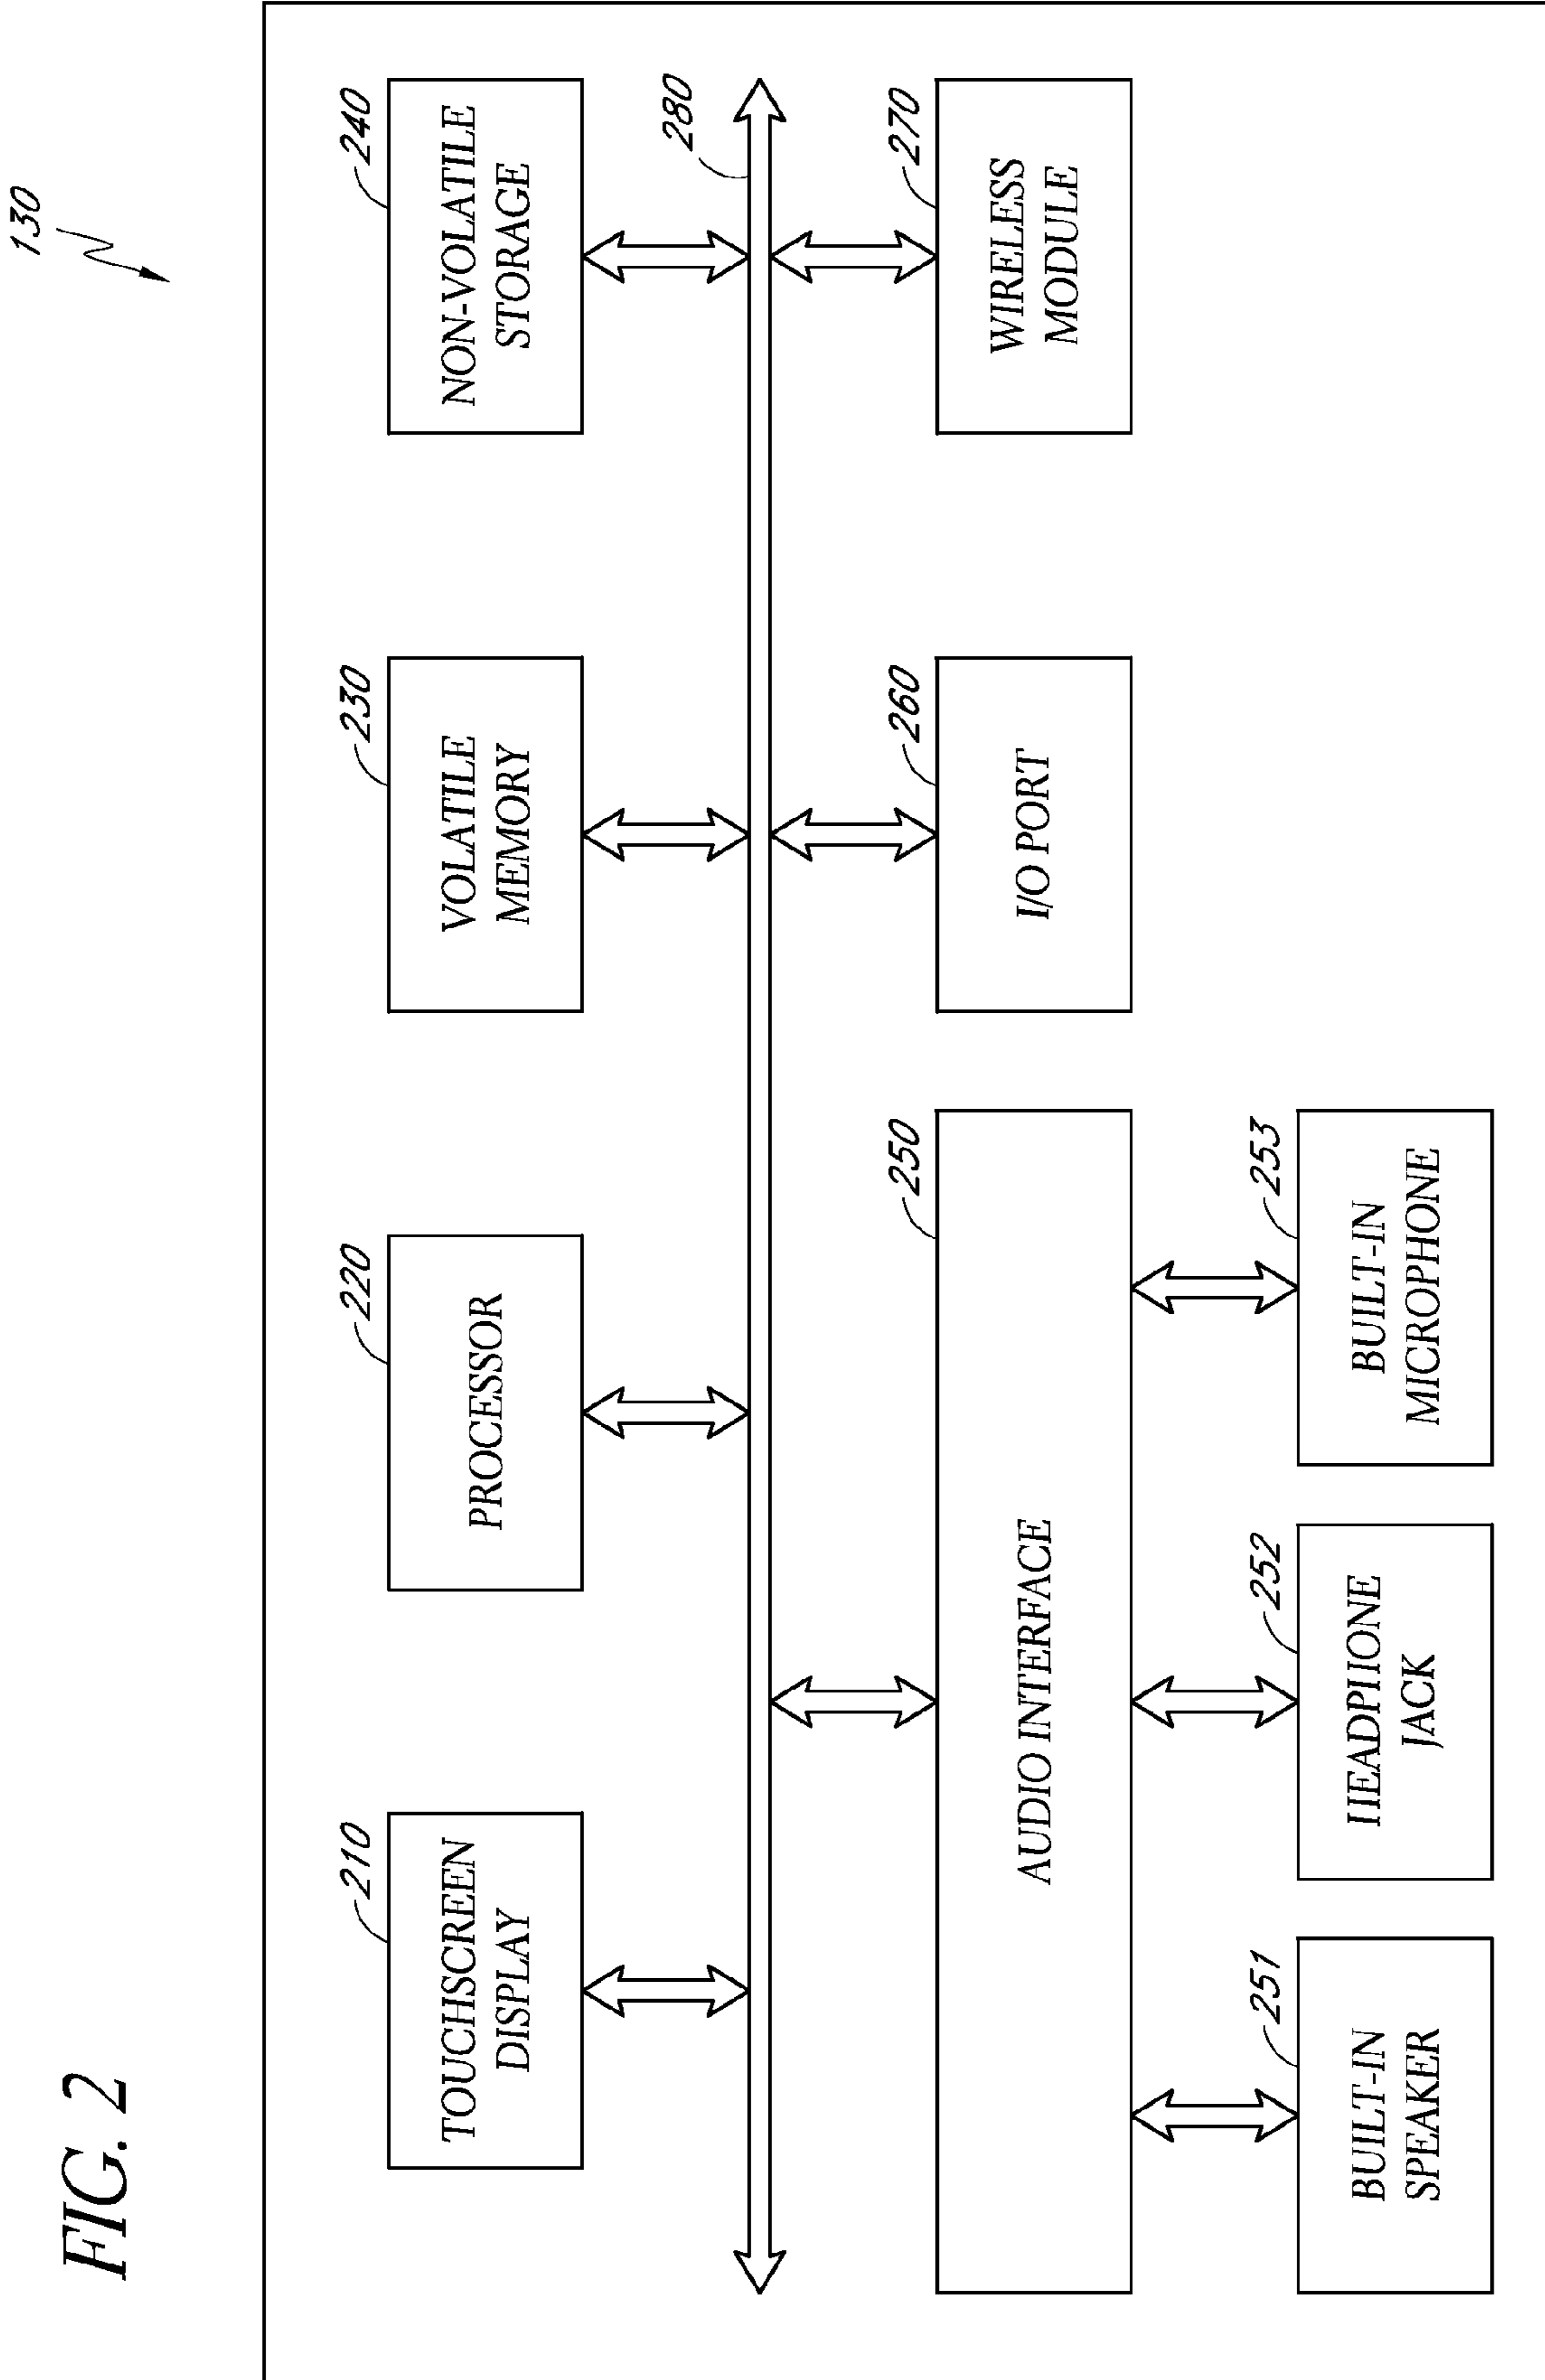 FIG. 2
130
210
TOUCHSCREEN
DISPLAY
220
PROCESSOR
230
VOLATILE
MEMORY
240
NON-VOLATILE
STORAGE
280
250
AUDIO INTERFACE
260
I/O PORT
270
WIRELESS
MODULE
251
BUILT-IN
SPEAKER
252
HEADPHONE
JACK
253
BUILT-IN
MICROPHONE